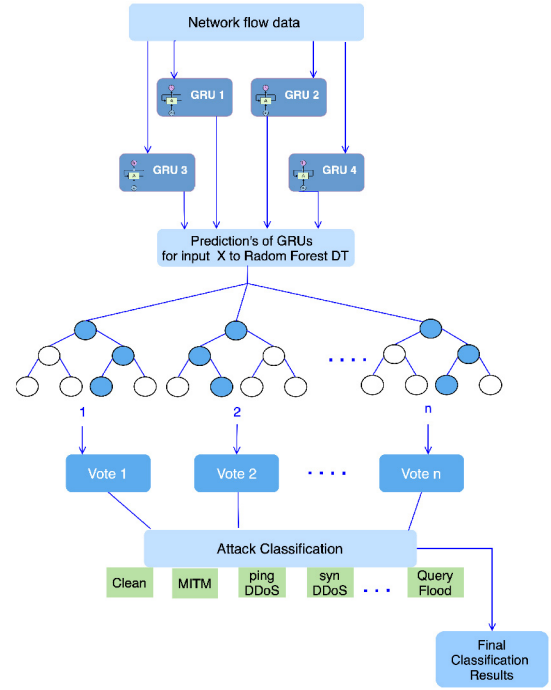 Network flow data
GRU 1
GRU 2
GRU 3
GRU 4
Prediction's of GRUs
for input X to Radom Forest DT
1
2
n
Vote 1
Vote 2
Vote n
Attack Classification
Clean
MITM
ping
DDoS
syn
DDoS
Query
Flood
Final
Classification
Results